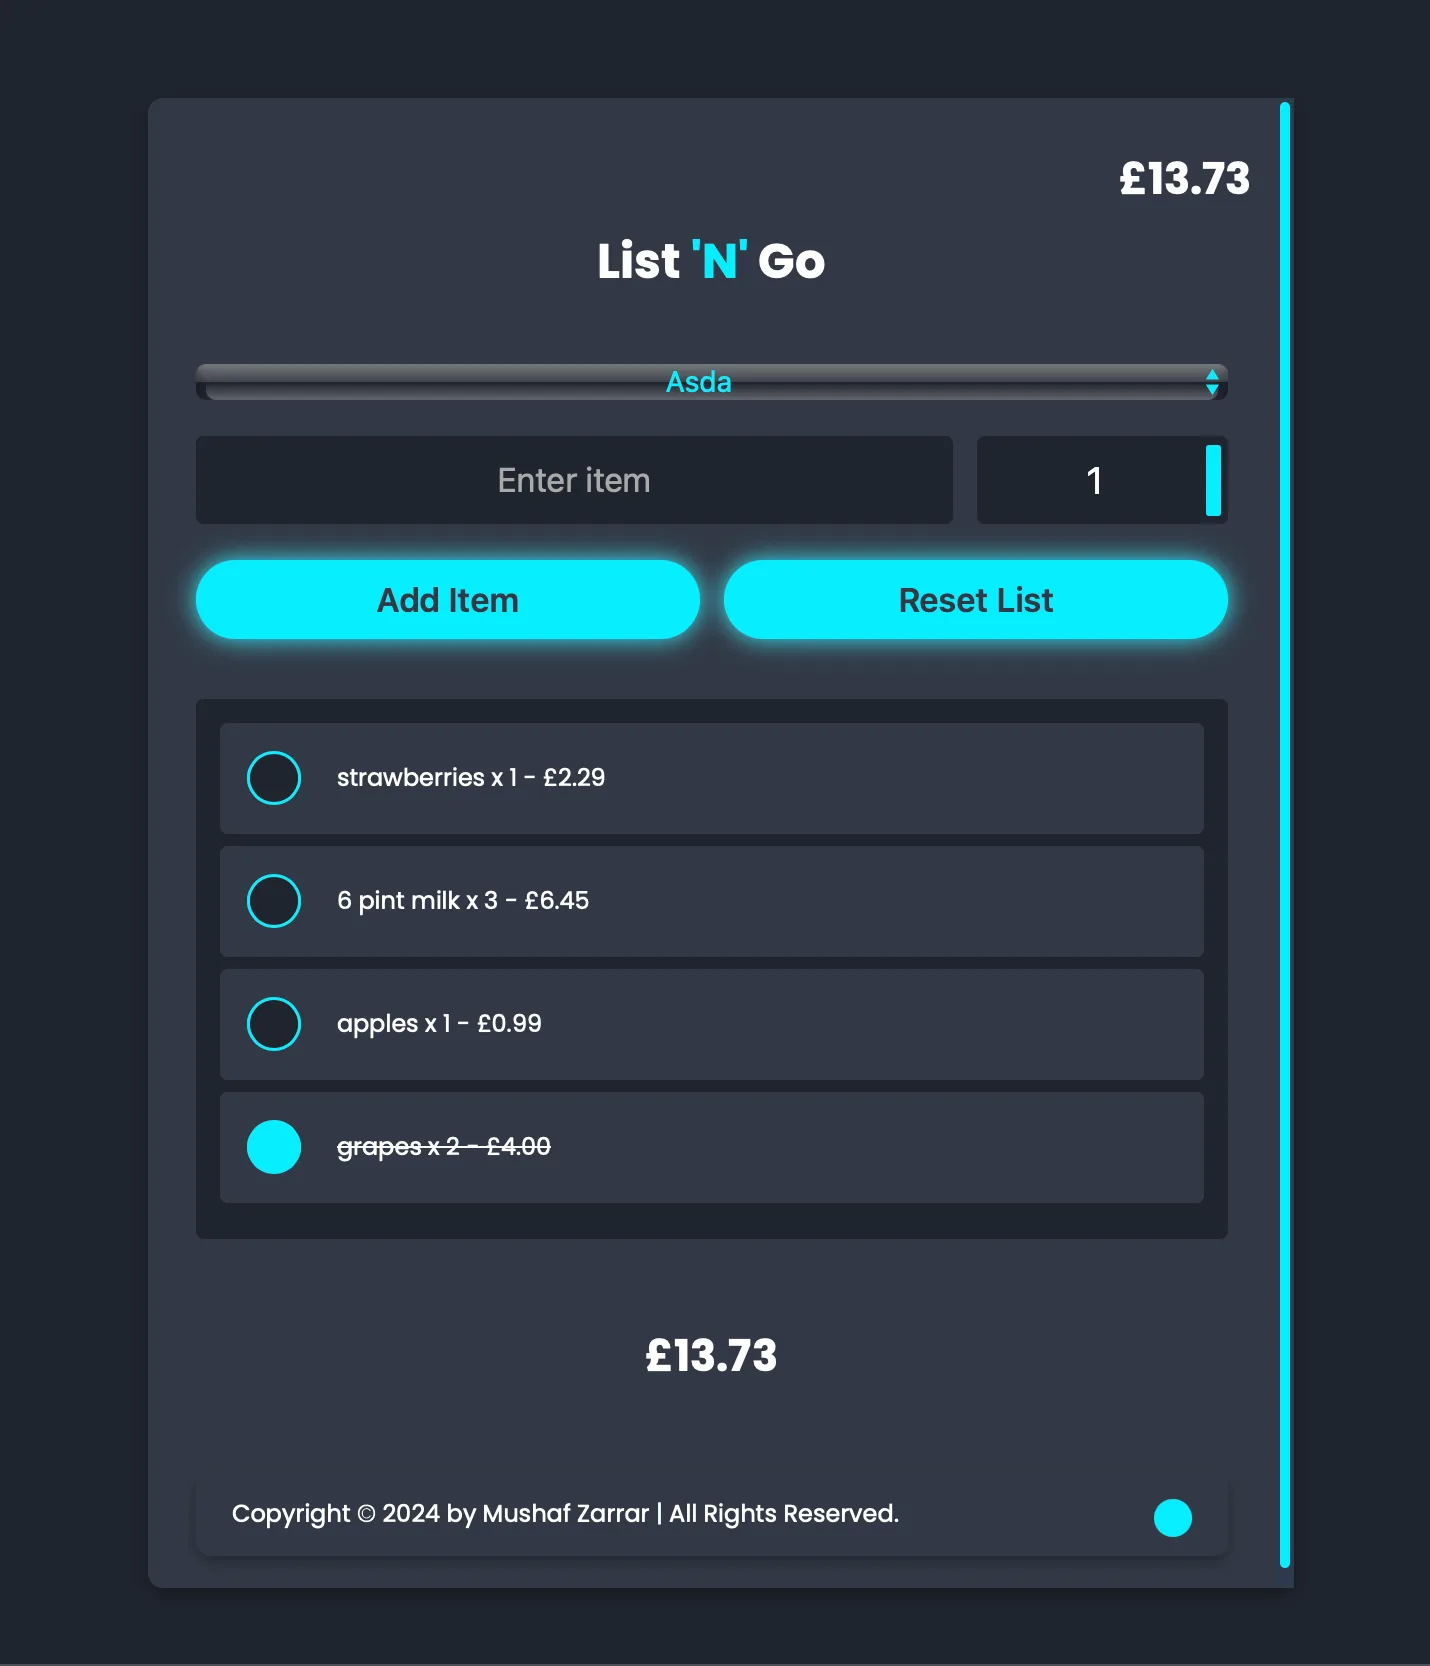 £13.73
List 'N' Go
Asda
Enter item
1
Add Item
Reset List
strawberries x 1 - £2.29
6 pint milk x 3 - £6.45
apples x 1 - £0.99
grapes x 2 - £4.00
£13.73
Copyright © 2024 by Mushaf Zarrar | All Rights Reserved.